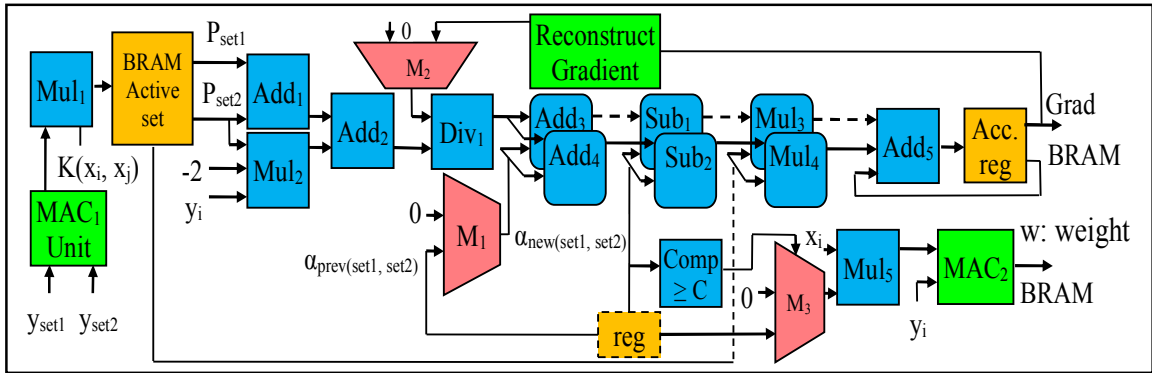 Mul1
BRAM
Active
set
Pset1
Pset2
-2
yi
Add1
Mul2
Add2
0
M2
Div1
Reconstruct
Gradient
Add3
Add4
Sub1
Sub2
Mul3
Mul4
Add5
Acc.
reg
Grad
BRAM
K(xi, xj)
MAC1
Unit
yset1
yset2
0
M1
αnew(set1, set2)
αprev(set1, set2)
Comp
≥ C
reg
xi
0
M3
Mul5
yi
MAC2
w: weight
BRAM